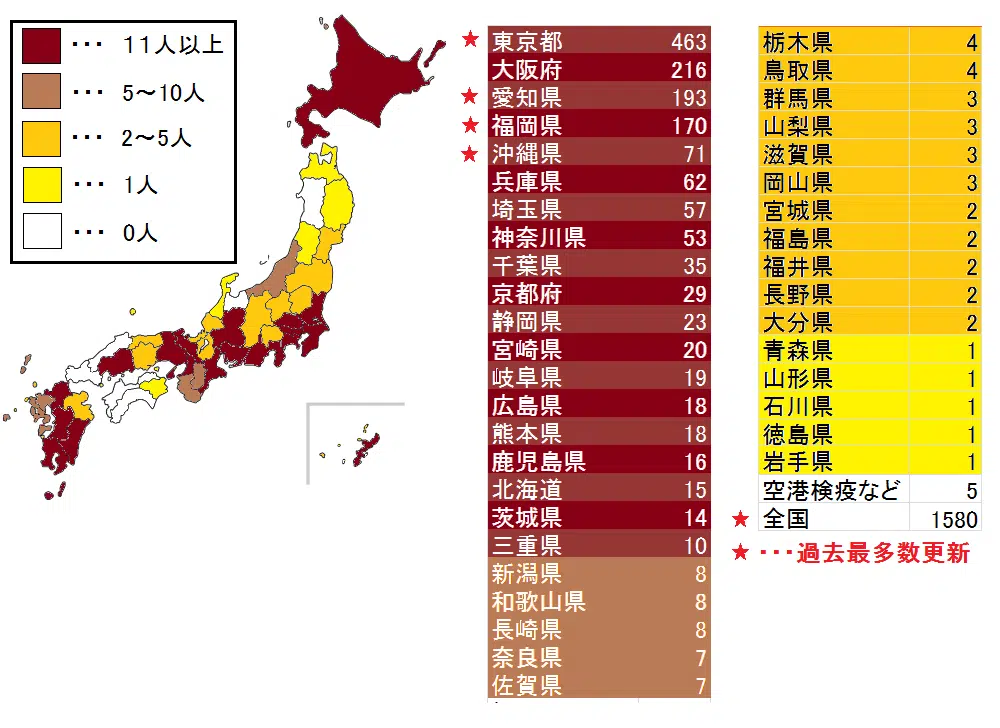 ･･･ 11人以上
･･･ 5～10人
･･･ 2～5人
･･･ 1人
･･･ 0人
★ 東京都 463
大阪府 216
★ 愛知県 193
★ 福岡県 170
★ 沖縄県 71
兵庫県 62
埼玉県 57
神奈川県 53
千葉県 35
京都府 29
静岡県 23
宮崎県 20
岐阜県 19
広島県 18
熊本県 18
鹿児島県 16
北海道 15
茨城県 14
三重県 10
新潟県 8
和歌山県 8
長崎県 8
奈良県 7
佐賀県 7
栃木県 4
鳥取県 4
群馬県 3
山梨県 3
滋賀県 3
岡山県 3
宮城県 2
福島県 2
福井県 2
長野県 2
大分県 2
青森県 1
山形県 1
石川県 1
徳島県 1
岩手県 1
空港検疫など 5
★ 全国 1580
★ ･･･過去最多数更新